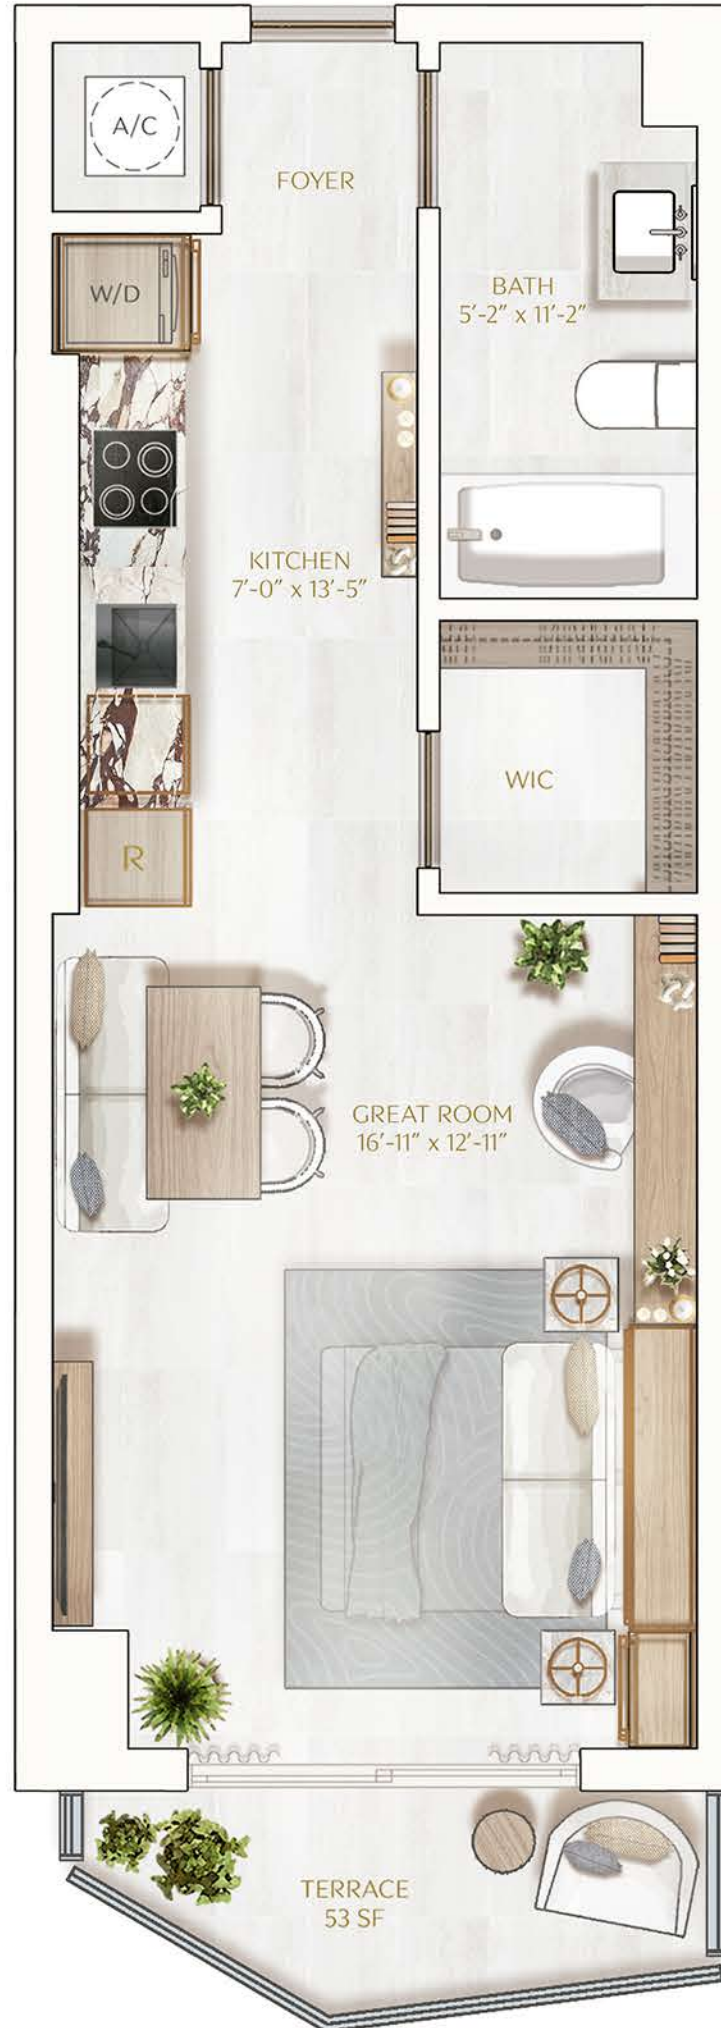 A/C
FOYER
W/D
BATH
5'-2" x 11'-2"
KITCHEN
7'-0" x 13'-5"
WIC
R
GREAT ROOM
16'-11" x 12'-11"
TERRACE
53 SF